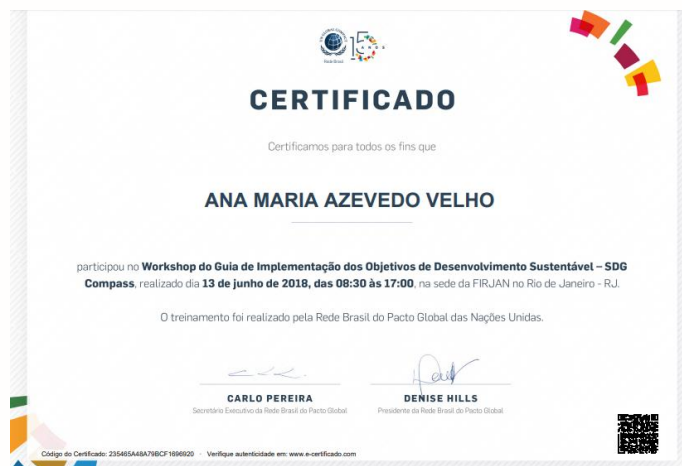 15 ANOS
Rede Brasil
CERTIFICADO
Certificamos para todos os fins que
ANA MARIA AZEVEDO VELHO
participou no Workshop do Guia de Implementação dos Objetivos de Desenvolvimento Sustentável – SDG
Compass, realizado dia 13 de junho de 2018, das 08:30 às 17:00, na sede da FIRJAN no Rio de Janeiro - RJ.
O treinamento foi realizado pela Rede Brasil do Pacto Global das Nações Unidas.
CARLO PEREIRA
Secretário Executivo da Rede Brasil do Pacto Global
DENISE HILLS
Presidente da Rede Brasil do Pacto Global
Código do Certificado: 235465A48A79BCF1696920 - Verifique autenticidade em: www.e-certificado.com